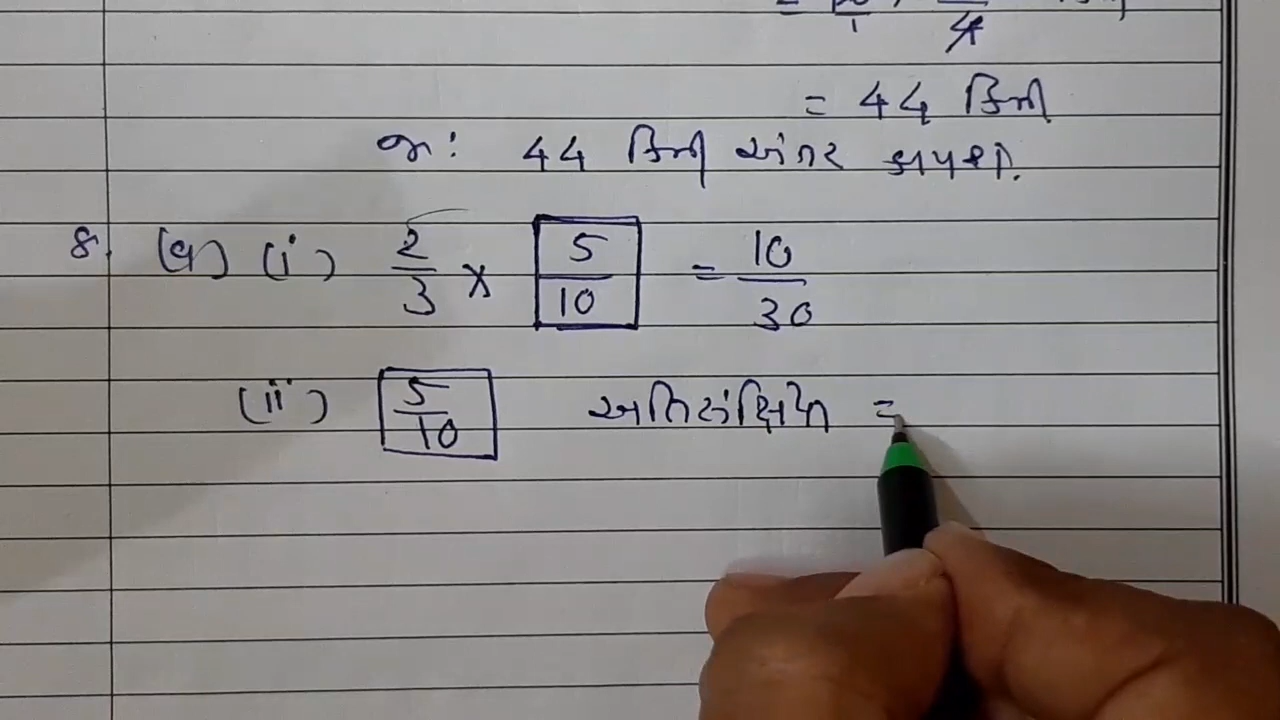 = 44 કિમી
જ: 44 કિમી અંતર કાપશે.
8. (a) (i) 2/3 × 5/10 = 10/30
(ii) 5/10 અતિસંક્ષિપ્ત =